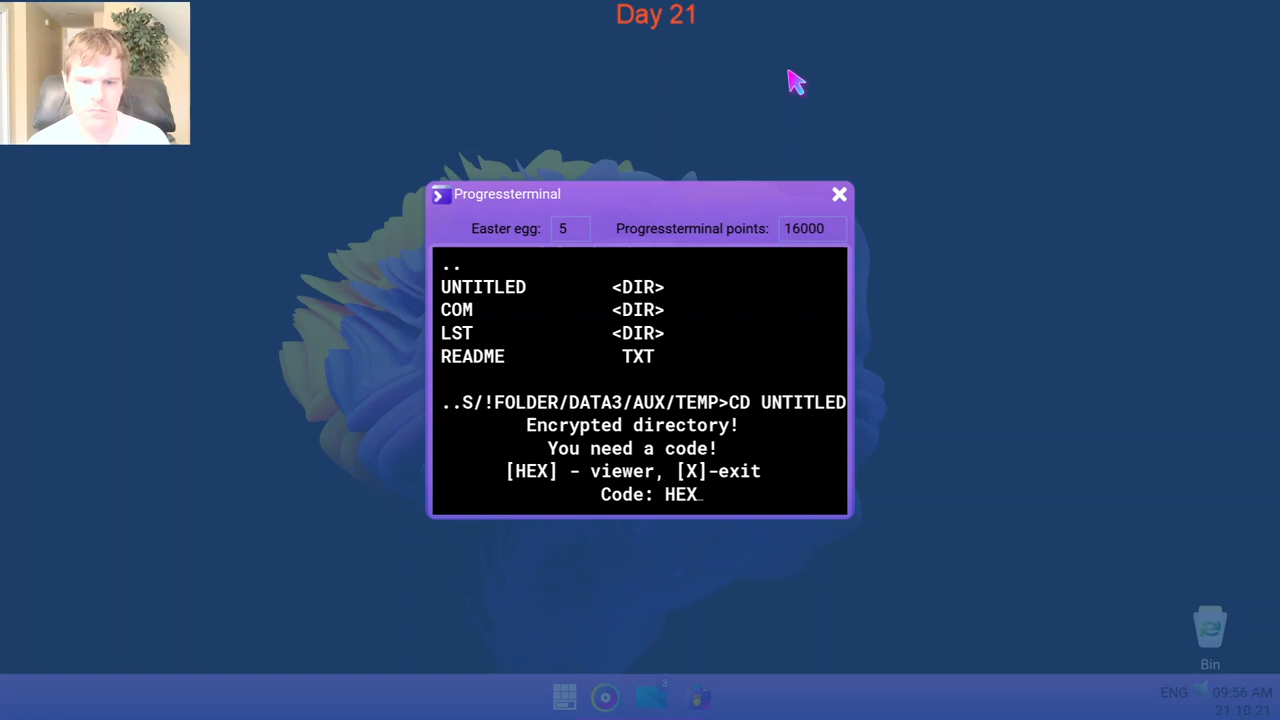 Day 21
Progressterminal
Easter egg: 5 Progressterminal points: 16000
..
UNTITLED <DIR>
COM <DIR>
LST <DIR>
README TXT
..S/!FOLDER/DATA3/AUX/TEMP>CD UNTITLED
Encrypted directory!
You need a code!
[HEX] - viewer, [X]-exit
Code: HEX_
Bin
3
ENG 09:56 AM
21.10.21